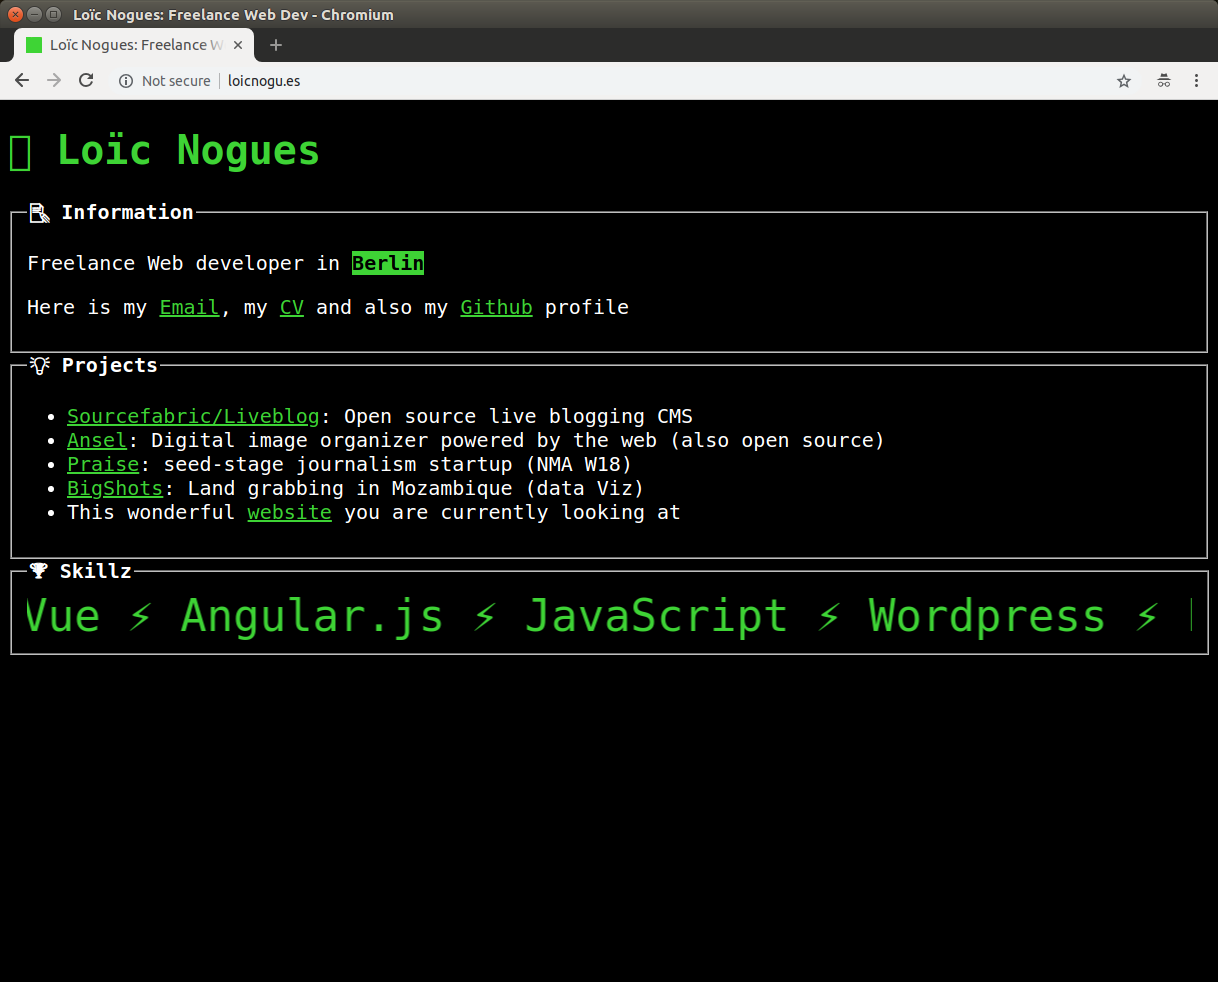 Loïc Nogues: Freelance Web Dev - Chromium
Loïc Nogues: Freelance W
Not secure loicnogu.es
Loïc Nogues
Information
Freelance Web developer in Berlin
Here is my Email, my CV and also my Github profile
Projects
Sourcefabric/Liveblog: Open source live blogging CMS
Ansel: Digital image organizer powered by the web (also open source)
Praise: seed-stage journalism startup (NMA W18)
BigShots: Land grabbing in Mozambique (data Viz)
This wonderful website you are currently looking at
Skillz
Vue ⚡ Angular.js ⚡ JavaScript ⚡ Wordpress ⚡